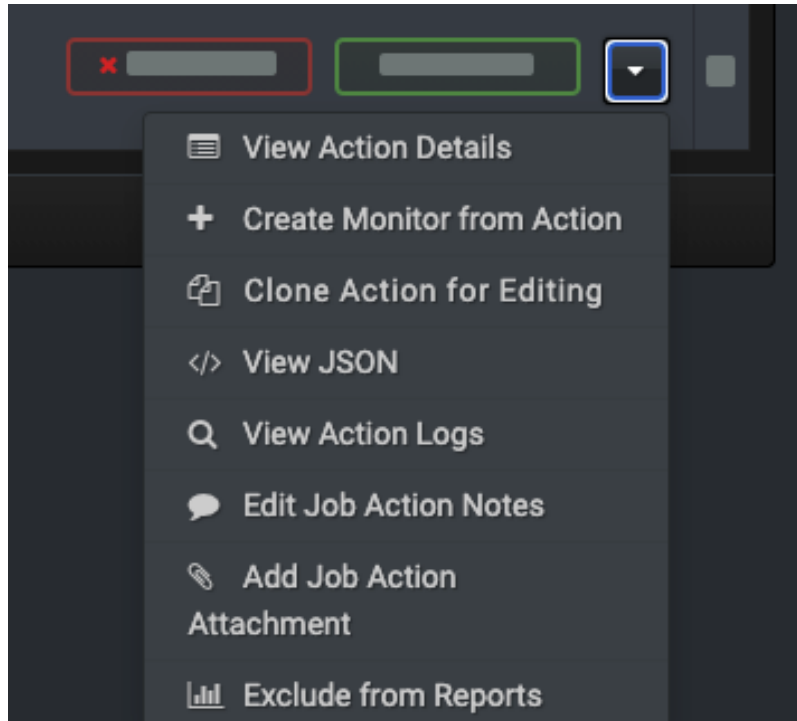 View Action Details
Create Monitor from Action
Clone Action for Editing
View JSON
View Action Logs
Edit Job Action Notes
Add Job Action
Attachment
Exclude from Reports